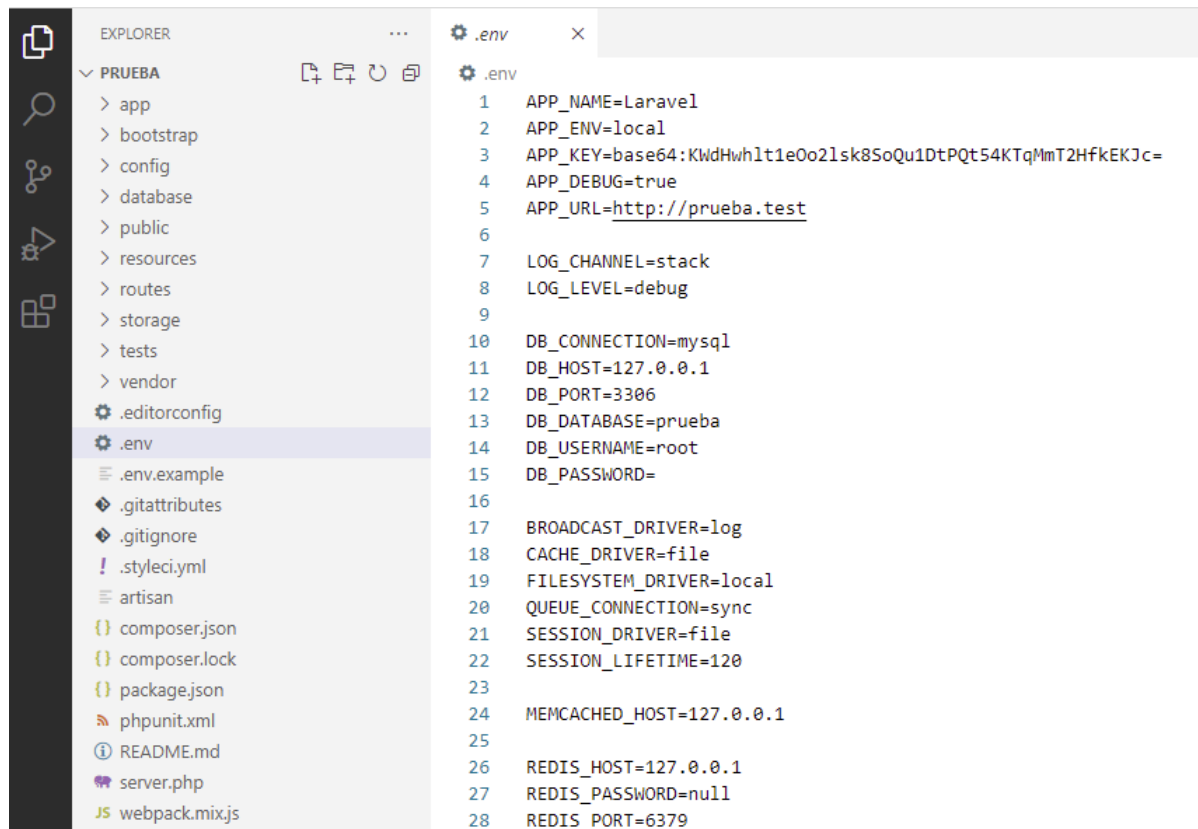 EXPLORER
PRUEBA
app
bootstrap
config
database
public
resources
routes
storage
tests
vendor
.editorconfig
.env
.env.example
.gitattributes
.gitignore
.styleci.yml
artisan
composer.json
composer.lock
package.json
phpunit.xml
README.md
server.php
JS webpack.mix.js
.env
.env
1 APP_NAME=Laravel
2 APP_ENV=local
3 APP_KEY=base64:KWdHwhlt1eOo2lsk8SoQu1DtPQt54KTqMmT2HfkEKJc=
4 APP_DEBUG=true
5 APP_URL=http://prueba.test
6
7 LOG_CHANNEL=stack
8 LOG_LEVEL=debug
9
10 DB_CONNECTION=mysql
11 DB_HOST=127.0.0.1
12 DB_PORT=3306
13 DB_DATABASE=prueba
14 DB_USERNAME=root
15 DB_PASSWORD=
16
17 BROADCAST_DRIVER=log
18 CACHE_DRIVER=file
19 FILESYSTEM_DRIVER=local
20 QUEUE_CONNECTION=sync
21 SESSION_DRIVER=file
22 SESSION_LIFETIME=120
23
24 MEMCACHED_HOST=127.0.0.1
25
26 REDIS_HOST=127.0.0.1
27 REDIS_PASSWORD=null
28 REDIS_PORT=6379